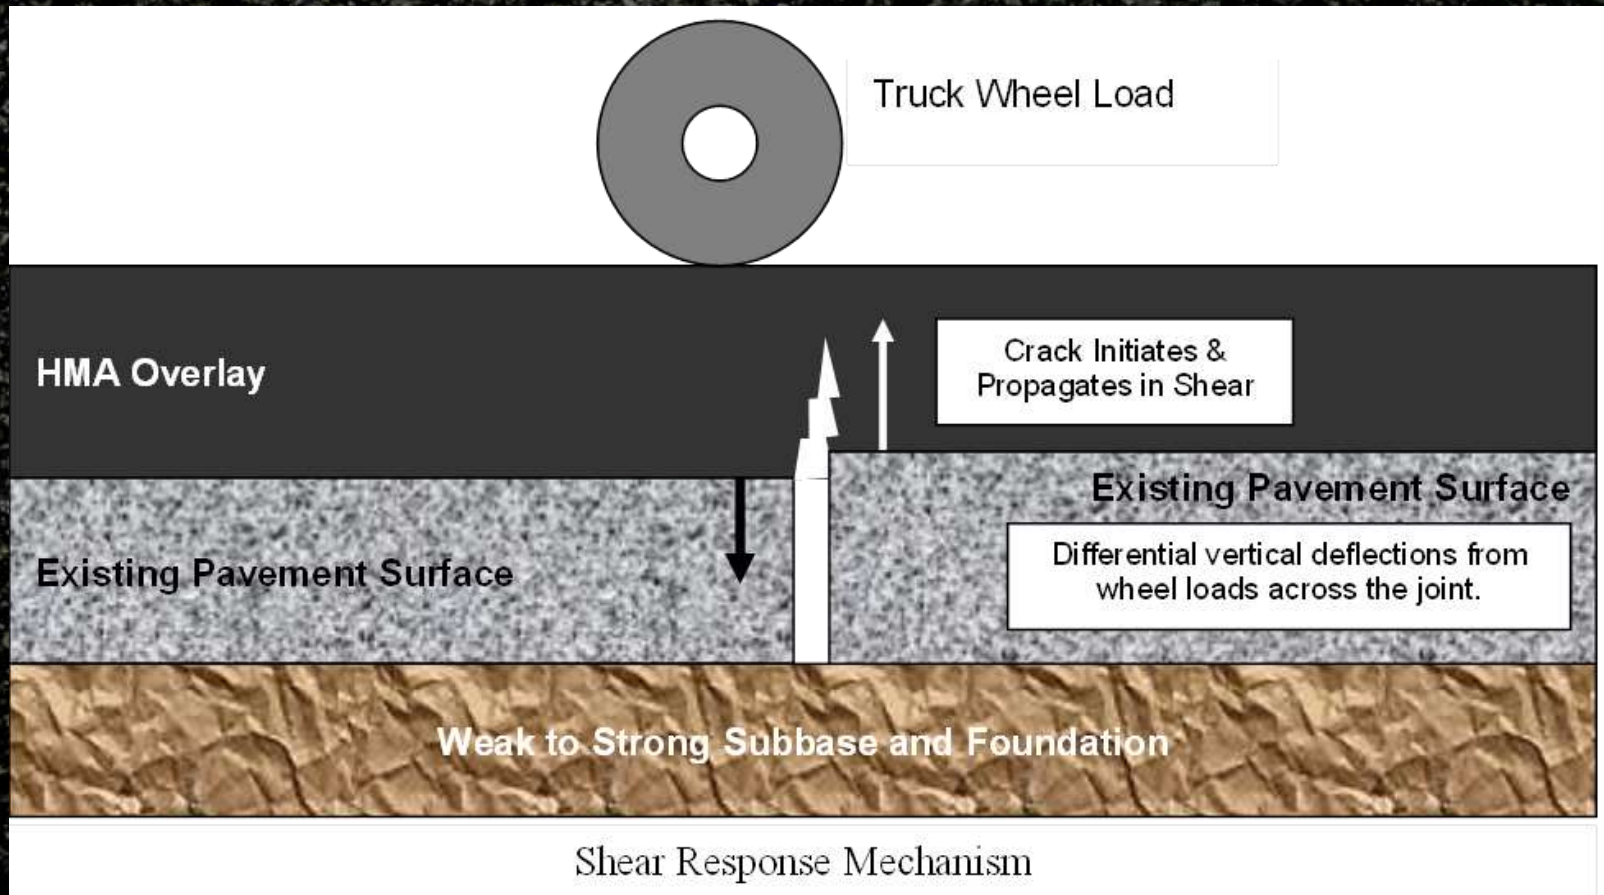 Truck Wheel Load
HMA Overlay
Crack Initiates &
Propagates in Shear
Existing Pavement Surface
Existing Pavement Surface
Differential vertical deflections from
wheel loads across the joint.
Weak to Strong Subbase and Foundation
Shear Response Mechanism